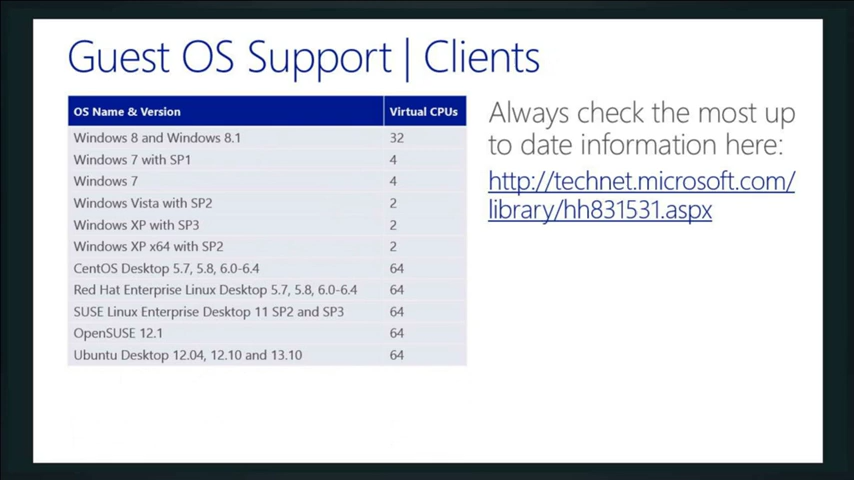 Guest OS Support | Clients
OS Name & Version Virtual CPUs
Windows 8 and Windows 8.1 32
Windows 7 with SP1 4
Windows 7 4
Windows Vista with SP2 2
Windows XP with SP3 2
Windows XP x64 with SP2 2
CentOS Desktop 5.7, 5.8, 6.0-6.4 64
Red Hat Enterprise Linux Desktop 5.7, 5.8, 6.0-6.4 64
SUSE Linux Enterprise Desktop 11 SP2 and SP3 64
OpenSUSE 12.1 64
Ubuntu Desktop 12.04, 12.10 and 13.10 64
Always check the most up
to date information here:
http://technet.microsoft.com/
library/hh831531.aspx